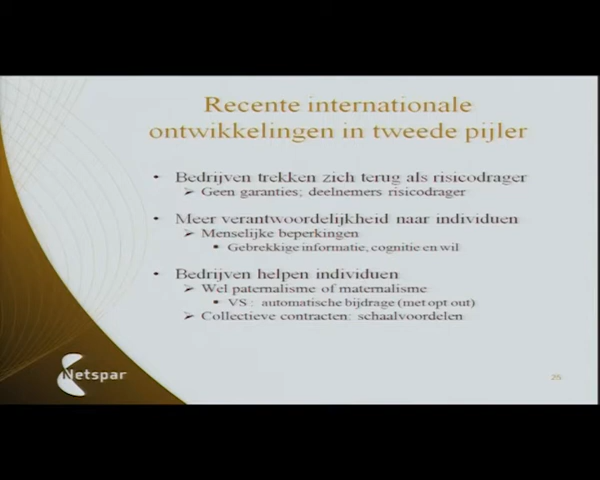 Recente internationale
ontwikkelingen in tweede pijler
• Bedrijven trekken zich terug als risicodrager
➢ Geen garanties; deelnemers risicodrager
• Meer verantwoordelijkheid naar individuen
➢ Menselijke beperkingen
• Gebrekkige informatie, cognitie en wil
• Bedrijven helpen individuen
➢ Wel paternalisme of maternalisme
• VS : automatische bijdrage (met opt out)
➢ Collectieve contracten: schaalvoordelen
Netspar
25